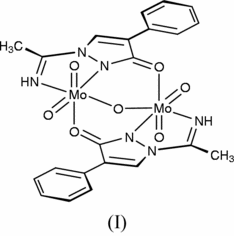 H₃C N N O
HN N O
O Mo O Mo O
O N NH
O O
O N N
CH₃
(I)